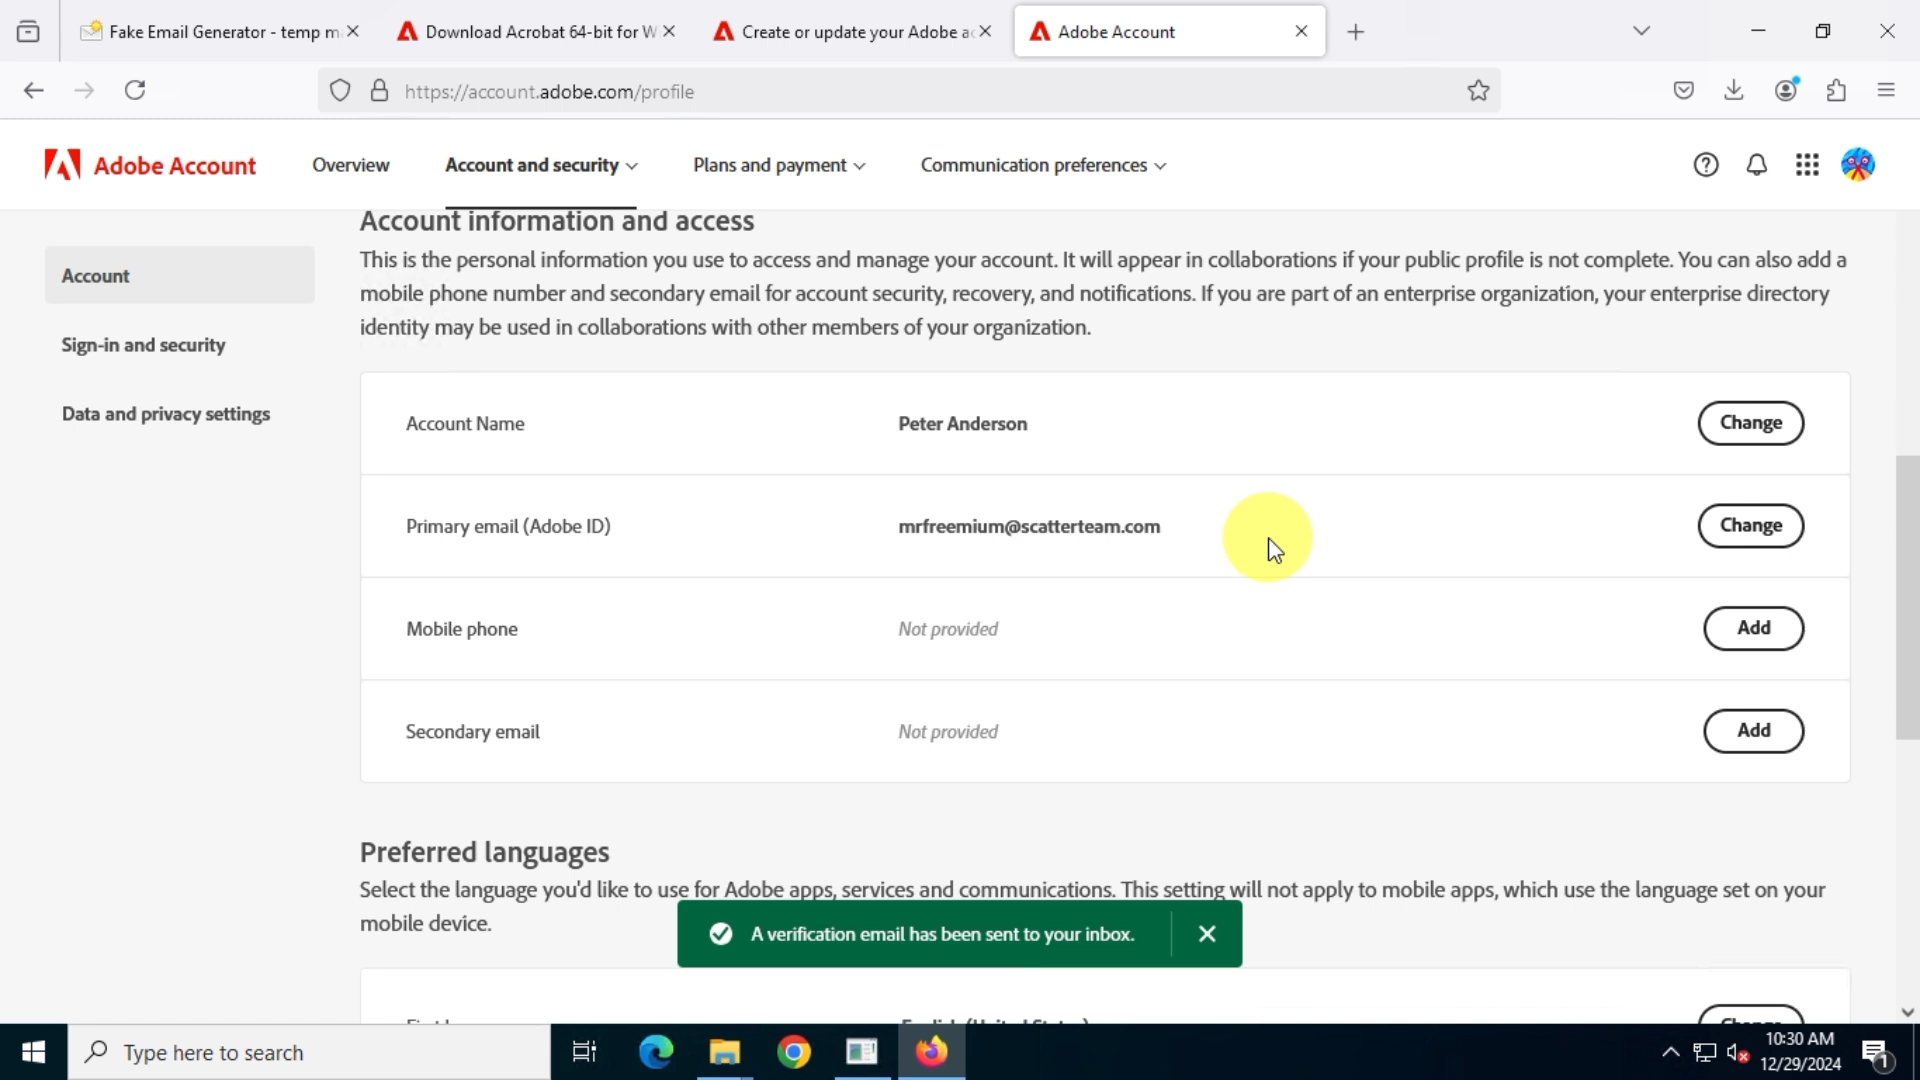 Fake Email Generator - temp m
Download Acrobat 64-bit for W
Create or update your Adobe ac
Adobe Account
https://account.adobe.com/profile
Adobe Account
Overview
Account and security
Plans and payment
Communication preferences
Account
Sign-in and security
Data and privacy settings
Account information and access
This is the personal information you use to access and manage your account. It will appear in collaborations if your public profile is not complete. You can also add a
mobile phone number and secondary email for account security, recovery, and notifications. If you are part of an enterprise organization, your enterprise directory
identity may be used in collaborations with other members of your organization.
Account Name
Peter Anderson
Change
Primary email (Adobe ID)
mrfreemium@scatterteam.com
Change
Mobile phone
Not provided
Add
Secondary email
Not provided
Add
Preferred languages
Select the language you'd like to use for Adobe apps, services and communications. This setting will not apply to mobile apps, which use the language set on your
mobile device.
A verification email has been sent to your inbox.
English (United States)
Change
Type here to search
10:30 AM
12/29/2024
1